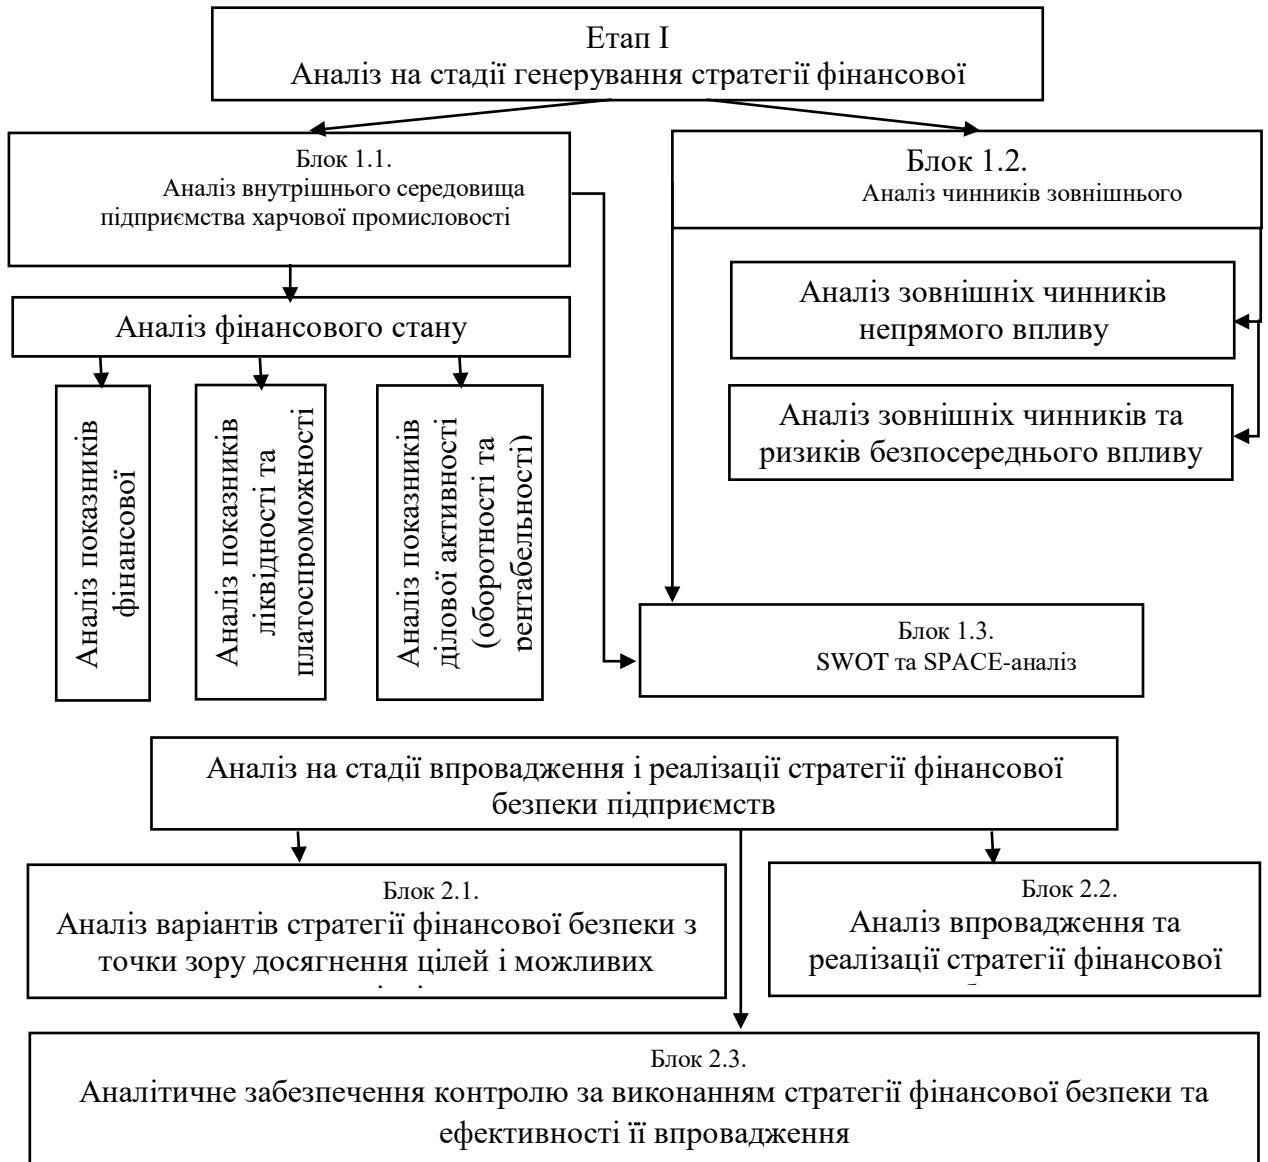 Етап I
Аналіз на стадії генерування стратегії фінансової
Блок 1.1.
Аналіз внутрішнього середовища
підприємства харчової промисловості
Блок 1.2.
Аналіз чинників зовнішнього
Аналіз фінансового стану
Аналіз зовнішніх чинників
непрямого впливу
Аналіз зовнішніх чинників та
ризиків безпосереднього впливу
Аналіз показників
фінансової
Аналіз показників
ліквідності та
платоспроможності
Аналіз показників
ділової активності
(оборотності та
рентабельності)
Блок 1.3.
SWOT та SPACE-аналіз
Аналіз на стадії впровадження і реалізації стратегії фінансової
безпеки підприємств
Блок 2.1.
Аналіз варіантів стратегії фінансової безпеки з
точки зору досягнення цілей і можливих
Блок 2.2.
Аналіз впровадження та
реалізації стратегії фінансової
Блок 2.3.
Аналітичне забезпечення контролю за виконанням стратегії фінансової безпеки та
ефективності її впровадження